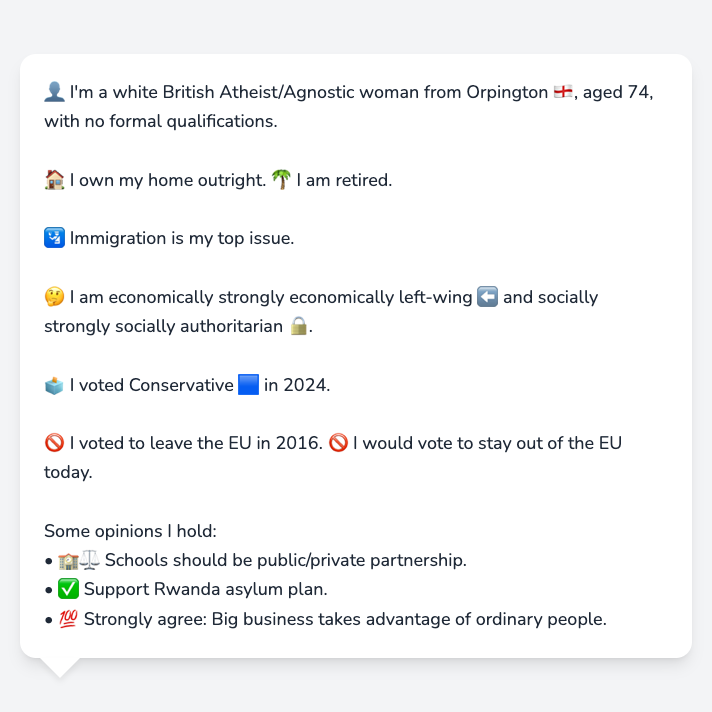 👤 I'm a white British Atheist/Agnostic woman from Orpington 🏴󠁧󠁢󠁥󠁮󠁧󠁿, aged 74,
with no formal qualifications.
🏠 I own my home outright. 🌴 I am retired.
🛂 Immigration is my top issue.
🤔 I am economically strongly economically left-wing ⬅️ and socially
strongly socially authoritarian 🔒.
🗳️ I voted Conservative 🟦 in 2024.
🚫 I voted to leave the EU in 2016. 🚫 I would vote to stay out of the EU
today.
Some opinions I hold:
• 🏫⚖️ Schools should be public/private partnership.
• ✅ Support Rwanda asylum plan.
• 💯 Strongly agree: Big business takes advantage of ordinary people.